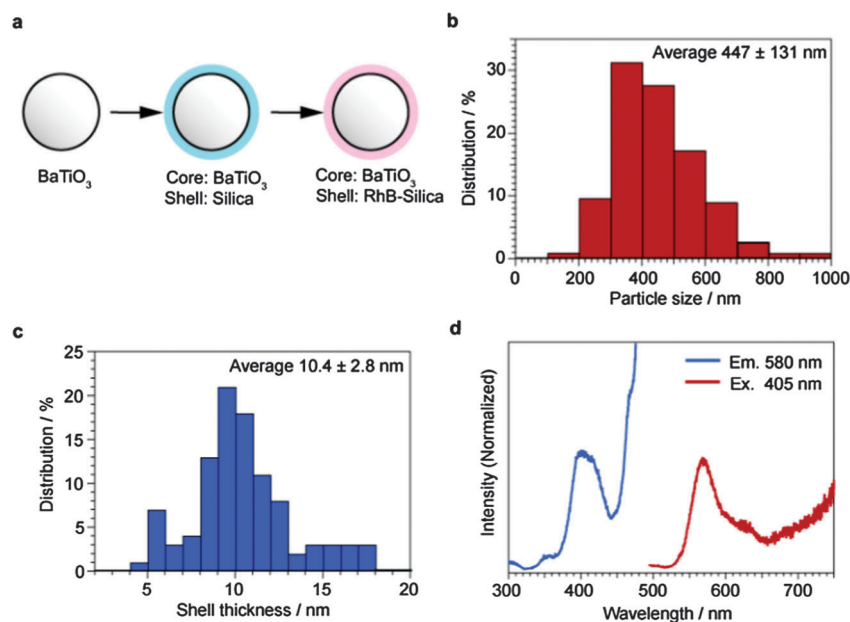 a
BaTiO3
Core: BaTiO3
Shell: Silica
Core: BaTiO3
Shell: RhB-Silica
b
Average 447 ± 131 nm
Distribution / %
30
20
10
0
0 200 400 600 800 1000
Particle size / nm
c
Average 10.4 ± 2.8 nm
Distribution / %
25
20
15
10
5
0
5 10 15 20
Shell thickness / nm
d
Em. 580 nm
Ex. 405 nm
Intensity (Normalized)
300 400 500 600 700
Wavelength / nm